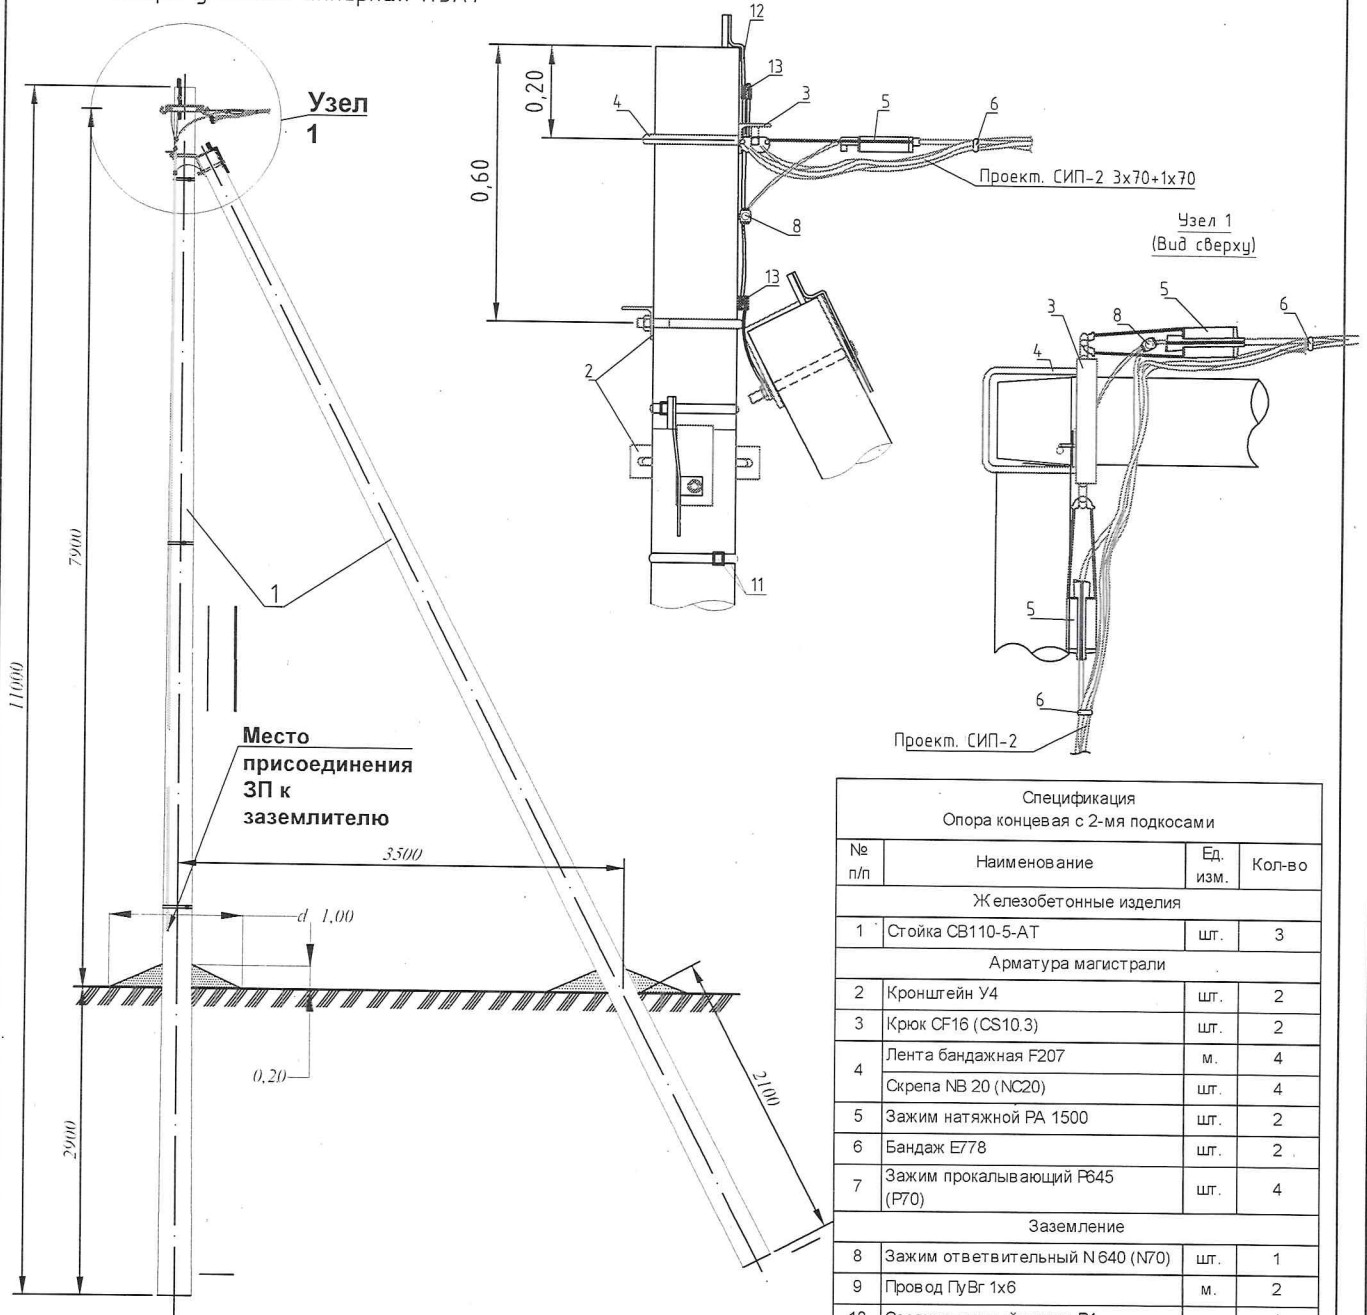 Узел
1
11000
7900
2900
1
Место
присоединения
ЗП к
заземлителю
3500
d 1,00
0,20
2100
0,20
0,60
12
13
4
3
5
6
Проект. СИП-2 3х70+1х70
8
13
2
11
Узел 1
(Вид сверху)
5
3
8
6
4
5
6
Проект. СИП-2
Спецификация
Опора концевая с 2-мя подкосами
№ п/п Наименование Ед. изм. Кол-во
Железобетонные изделия
1 Стойка СВ110-5-АТ шт. 3
Арматура магистрали
2 Кронштейн У4 шт. 2
3 Крюк CF16 (CS10.3) шт. 2
4 Лента бандажная F207 м. 4
Скрепа NB 20 (NC20) шт. 4
5 Зажим натяжной РА 1500 шт. 2
6 Бандаж Е778 шт. 2
7 Зажим прокалывающий Р645
(Р70) шт. 4
Заземление
8 Зажим ответвительный N 640 (N70) шт. 1
9 Провод ПуВг 1х6 м. 2